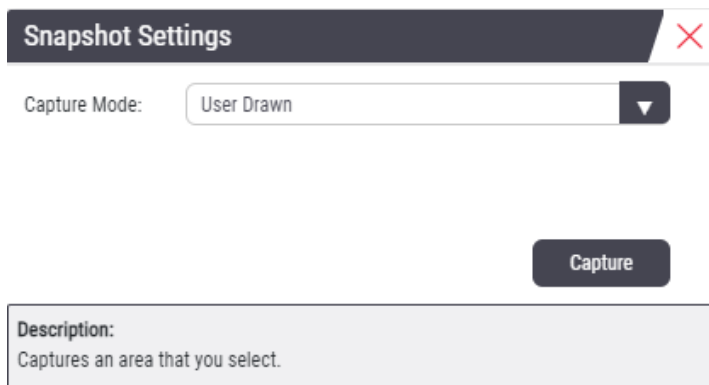 Snapshot Settings
Capture Mode: User Drawn
Capture
Description:
Captures an area that you select.